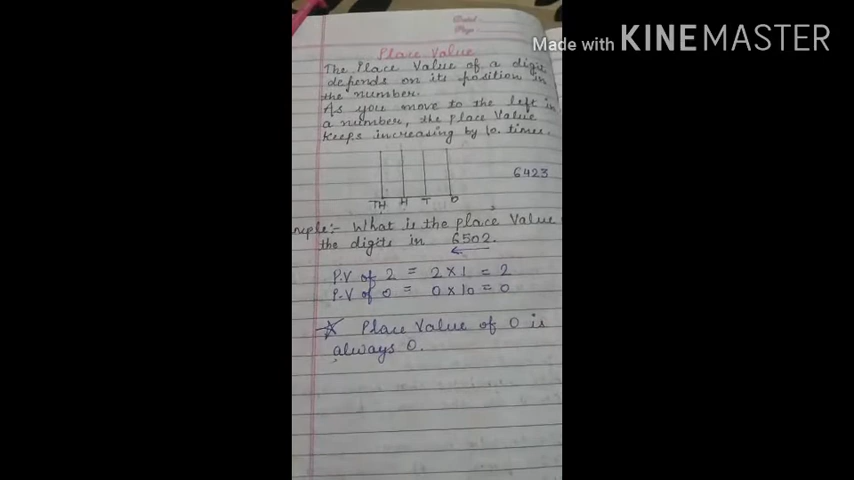 Made with KINEMASTER
Date:
Page
Place Value
The Place Value of a digit
depends on its position in
the number.
As you move to the left in
a number, the place Value
keeps increasing by 10. times.
6423
TH H T O
mple:- What is the place Value
the digits in 6502.
P.V of 2 = 2 × 1 = 2
P.V of 0 = 0 × 10 = 0
Place Value of 0 is
always 0.